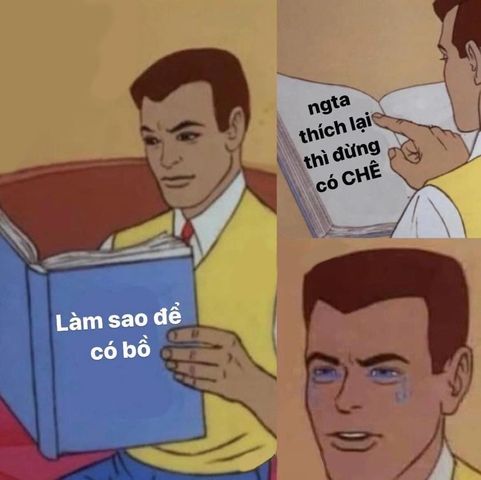 Làm sao để
có bồ
ngta
thích lại
thì đừng
có CHÊ